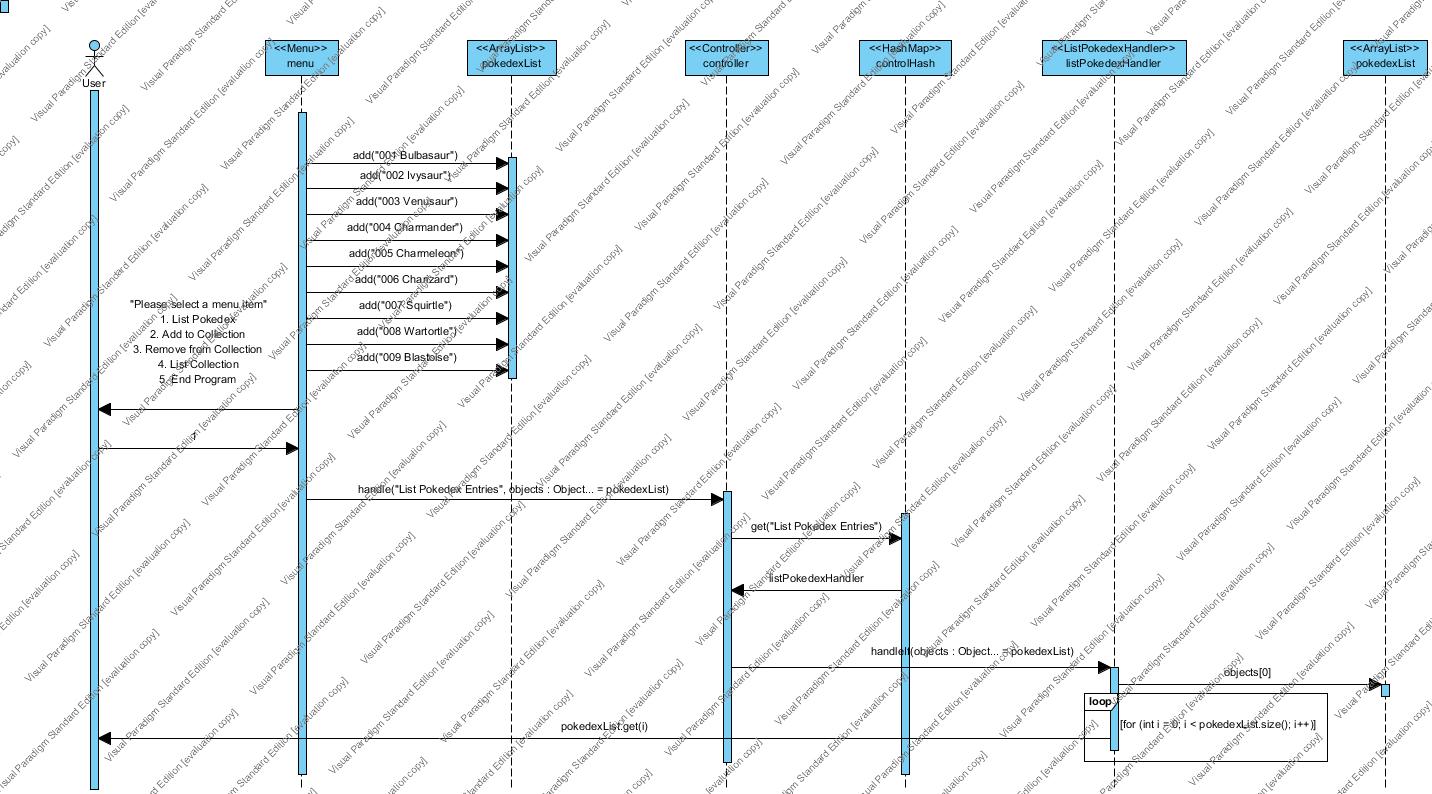 <<Menu>>
menu
<<ArrayList>>
pokedexList
<<Controller>>
controller
<<HashMap>>
controlHash
<<ListPokedexHandler>>
listPokedexHandler
<<ArrayList>>
pokedexList
User
add("001 Bulbasaur")
add("002 Ivysaur")
add("003 Venusaur")
add("004 Charmander")
add("005 Charmeleon")
add("006 Charizard")
add("007 Squirtle")
add("008 Wartortle")
add("009 Blastoise")
"Please select a menu item"
1. List Pokedex
2. Add to Collection
3. Remove from Collection
4. List Collection
5. End Program
handle("List Pokedex Entries", objects : Object... = pokedexList)
get("List Pokedex Entries")
listPokedexHandler
handleIt(objects : Object... = pokedexList)
objects[0]
loop
[for (int i = 0; i < pokedexList.size(); i++)]
pokedexList.get(i)
Visual Paradigm Standard Edition [evaluation copy]